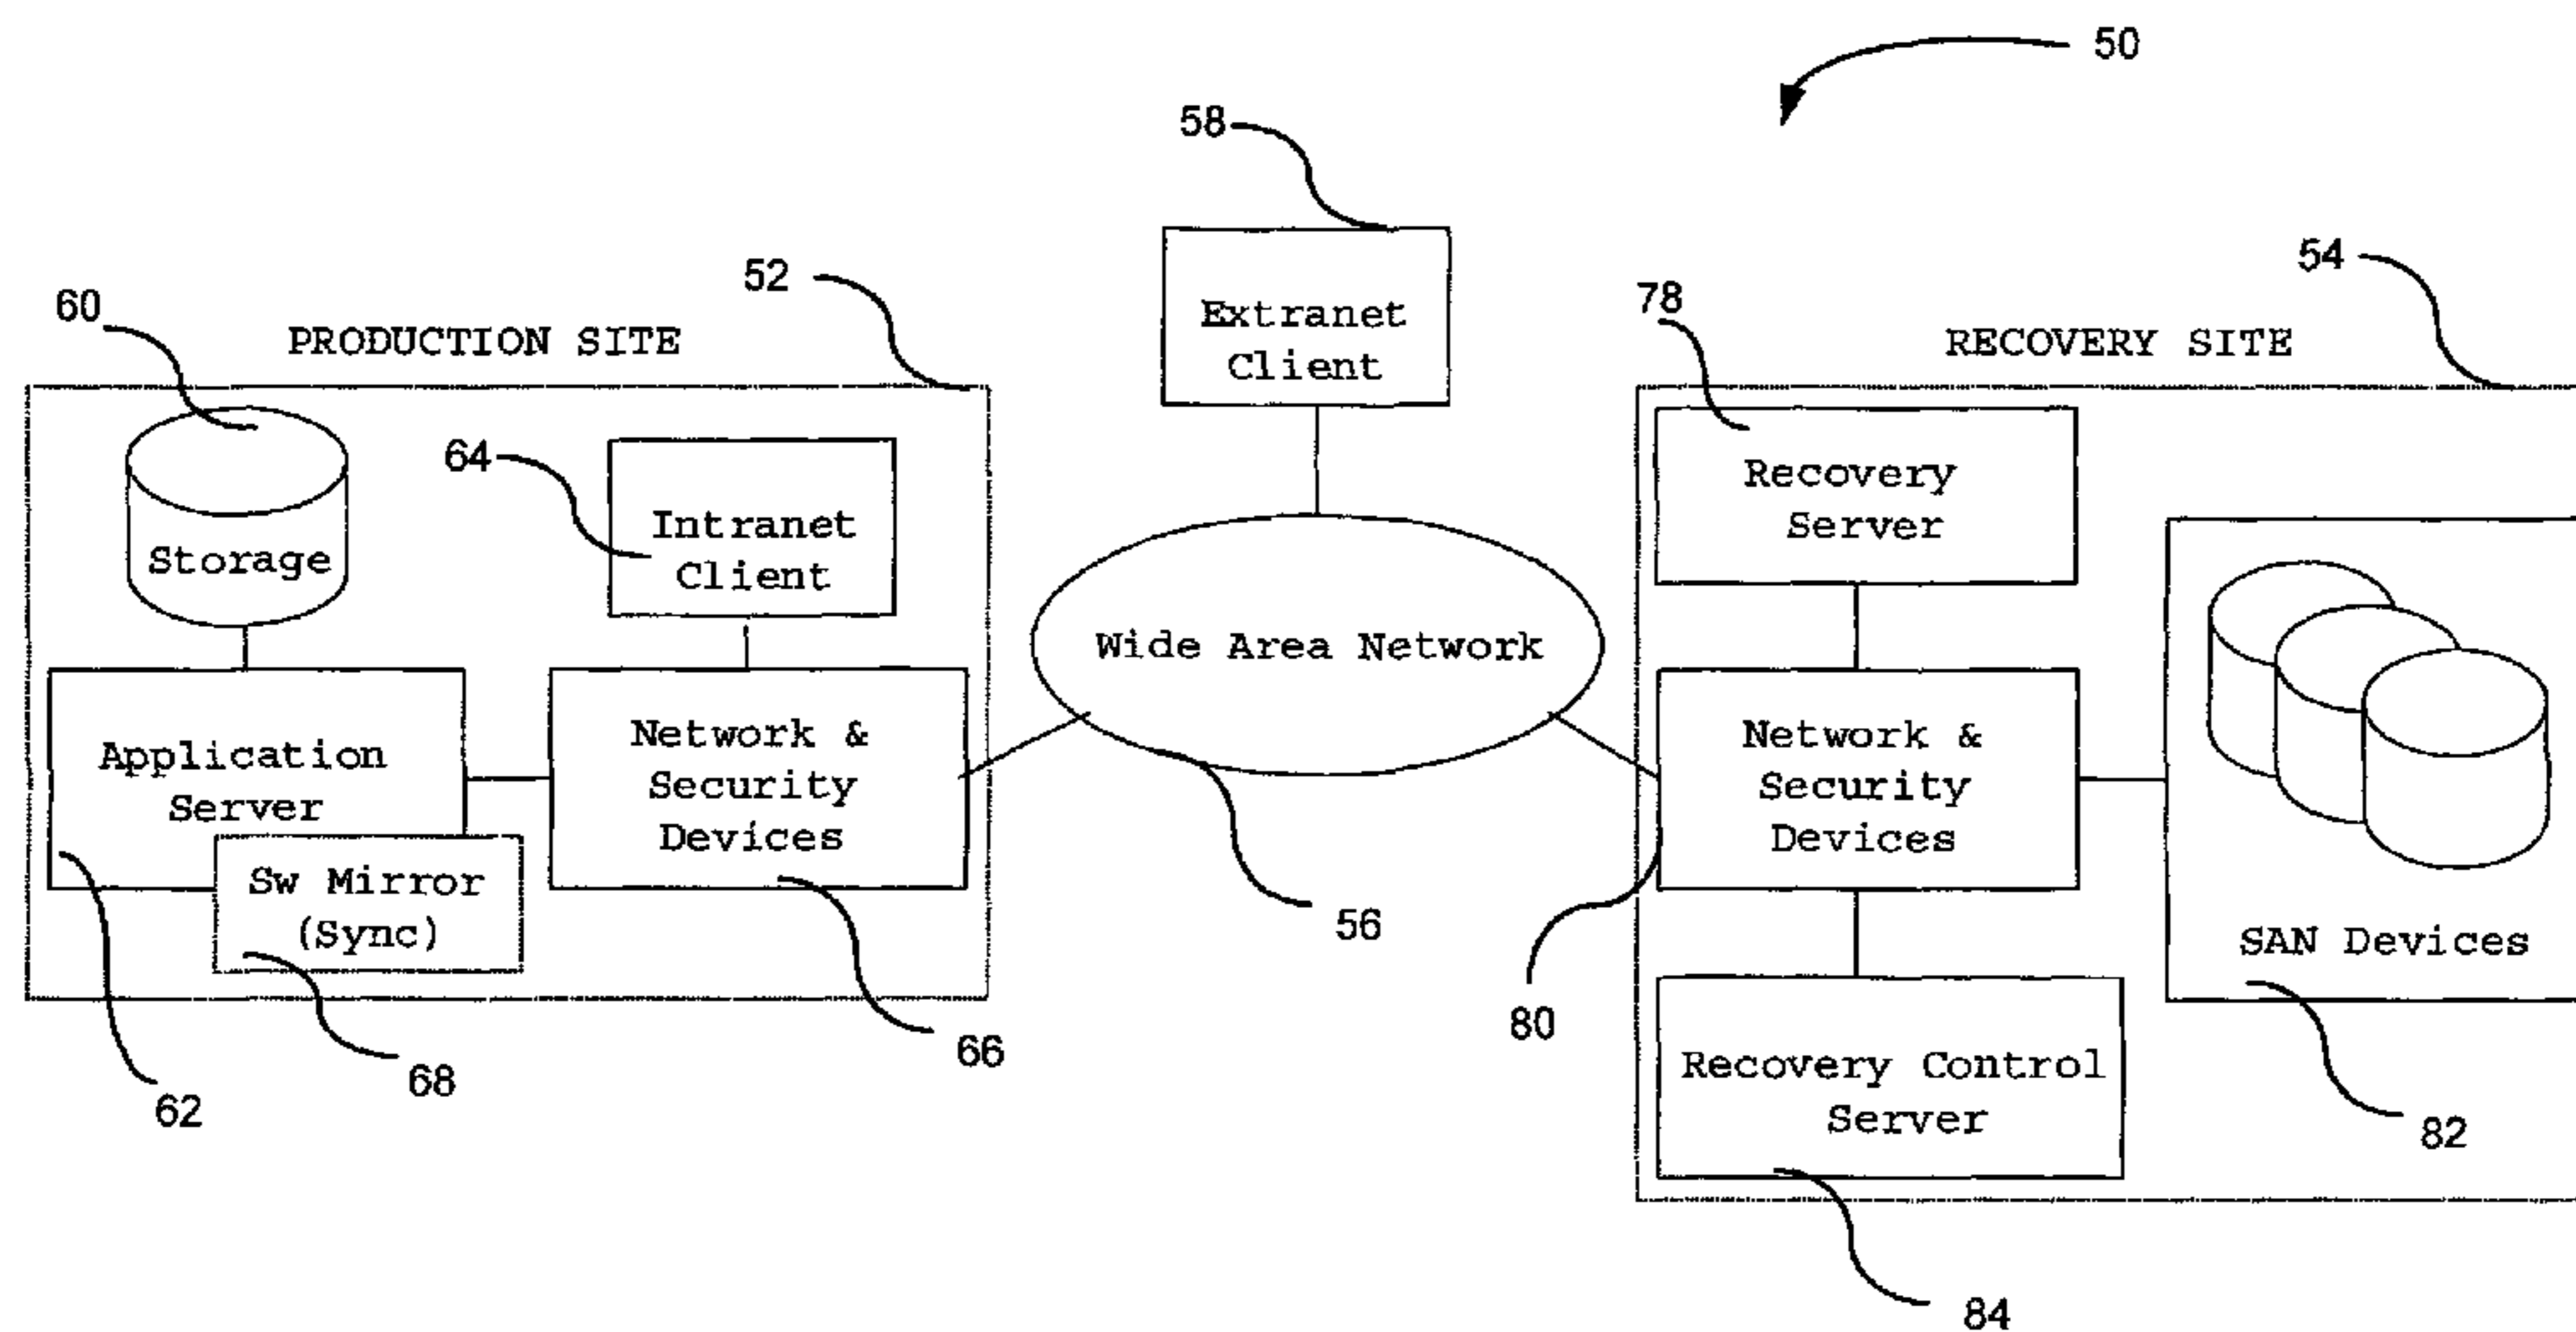 50
58
52
54
60
PRODUCTION SITE
78
RECOVERY SITE
Extranet
Client
64
Intranet
Client
Storage
Recovery
Server
Wide Area Network
Application
Server
Network &
Security
Devices
Network &
Security
Devices
Sw Mirror
(Sync)
56
SAN Devices
80
66
68
62
Recovery Control
Server
82
84